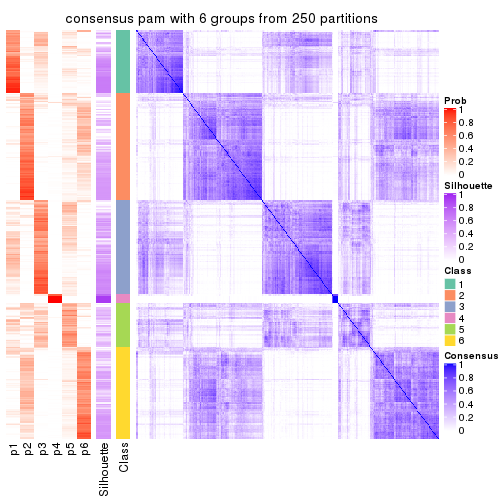 consensus pam with 6 groups from 250 partitions
Prob
1
0.8
0.6
0.4
0.2
0
Silhouette
1
0.8
0.6
0.4
0.2
0
Class
1
2
3
4
5
6
Consensus
1
0.8
0.6
0.4
0.2
0
p1
p2
p3
p4
p5
p6
Silhouette
Class